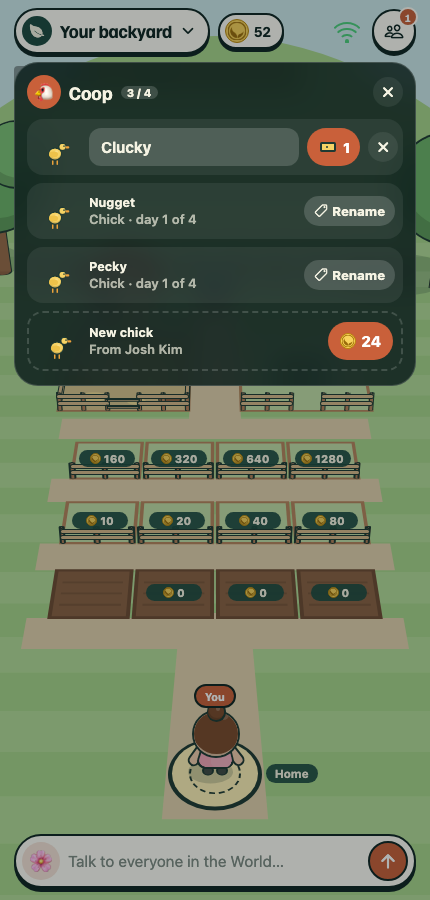 Your backyard
52
1
Coop 3 / 4
Clucky
1
Nugget
Chick · day 1 of 4
Rename
Pecky
Chick · day 1 of 4
Rename
New chick
From Josh Kim
24
160 320 640 1280
10 20 40 80
0 0 0
You
Home
Talk to everyone in the World...